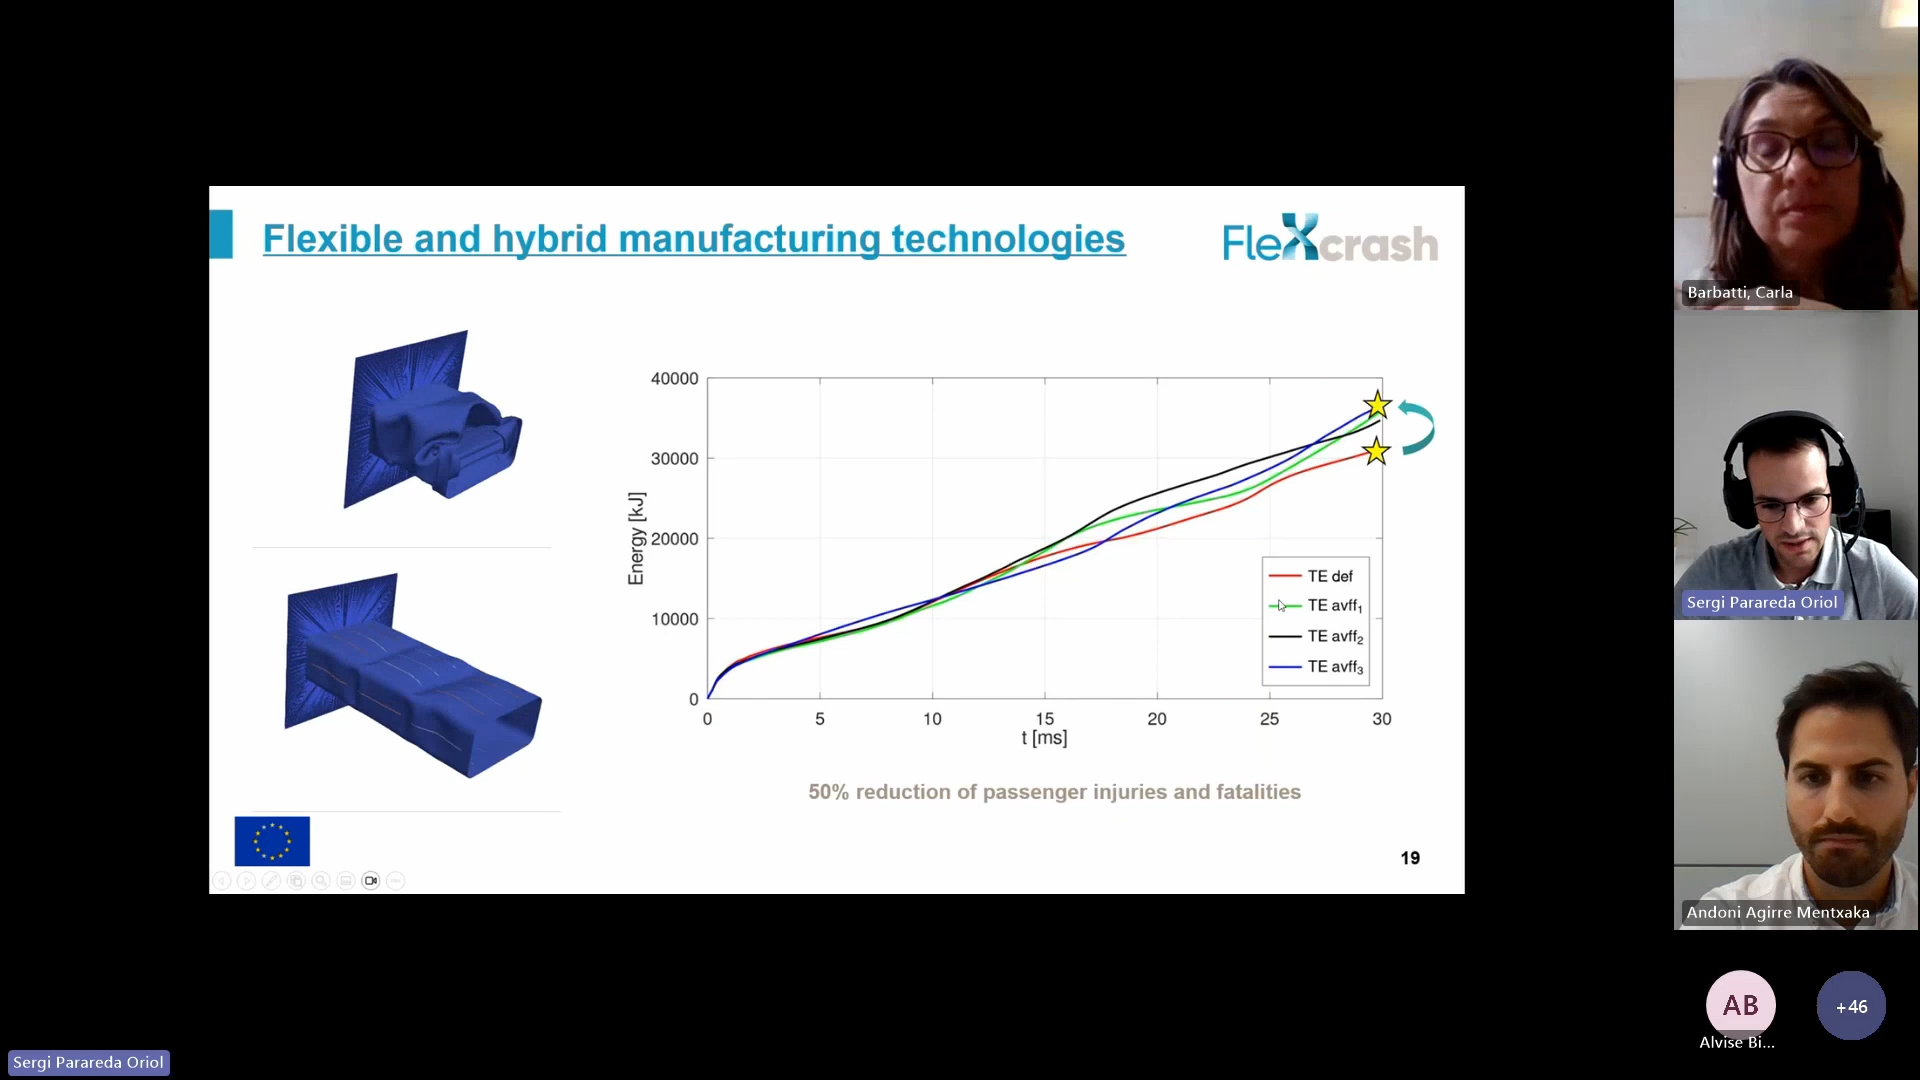 Flexible and hybrid manufacturing technologies
FleXcrash
40000
30000
20000
10000
0
Energy [kJ]
0 5 10 15 20 25 30
t [ms]
TE def
TE avff1
TE avff2
TE avff3
50% reduction of passenger injuries and fatalities
19
Barbatti, Carla
Sergi Parareda Oriol
Andoni Agirre Mentxaka
AB
Alvise Bi...
+46
Sergi Parareda Oriol